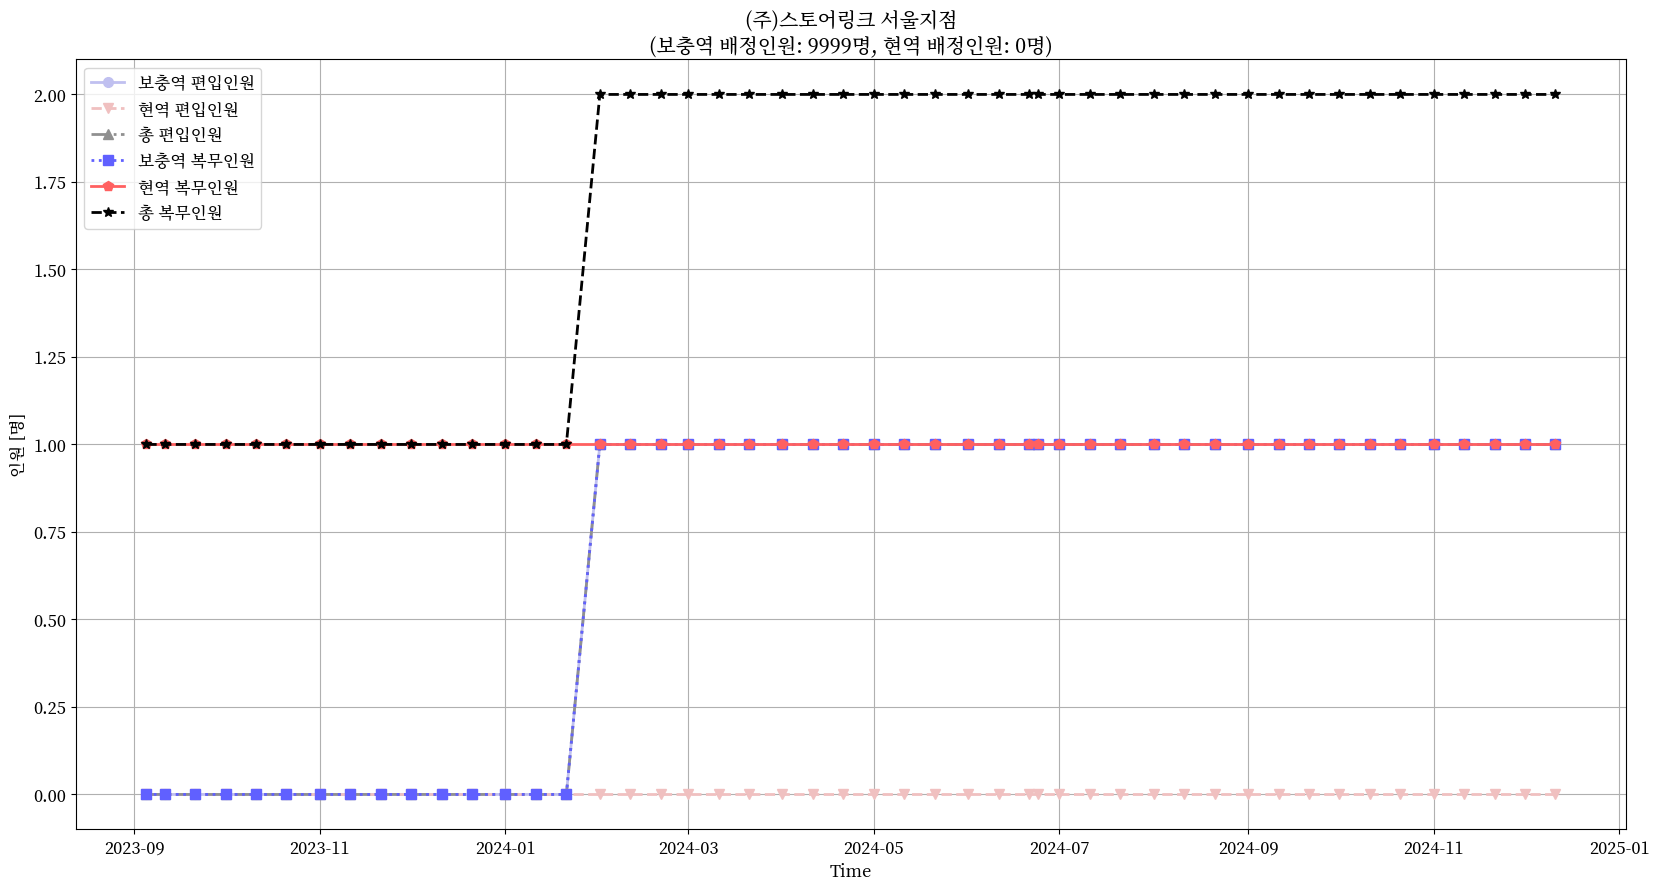 (주)스토어링크 서울지점
(보충역 배정인원: 9999명, 현역 배정인원: 0명)
보충역 편입인원
현역 편입인원
총 편입인원
보충역 복무인원
현역 복무인원
총 복무인원
2.00
1.75
1.50
1.25
1.00
0.75
0.50
0.25
0.00
인원 [명]
2023-09 2023-11 2024-01 2024-03 2024-05 2024-07 2024-09 2024-11 2025-01
Time